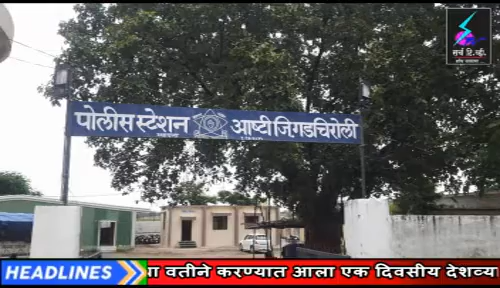 सर्च टि.व्ही.
पोलीस स्टेशन आष्टी जि.गडचिरोली
HEADLINES
वतीने करण्यात आला एक दिवसीय देशव्या